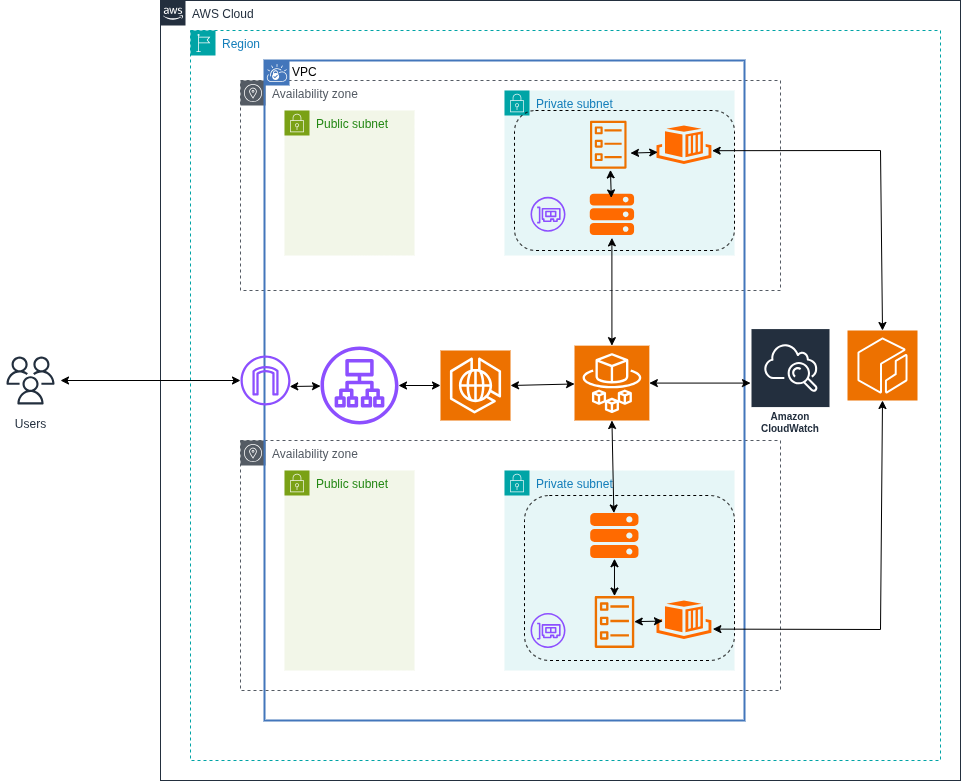 aws
AWS Cloud
Region
VPC
Availability zone
Public subnet
Private subnet
Users
Amazon
CloudWatch
Availability zone
Public subnet
Private subnet